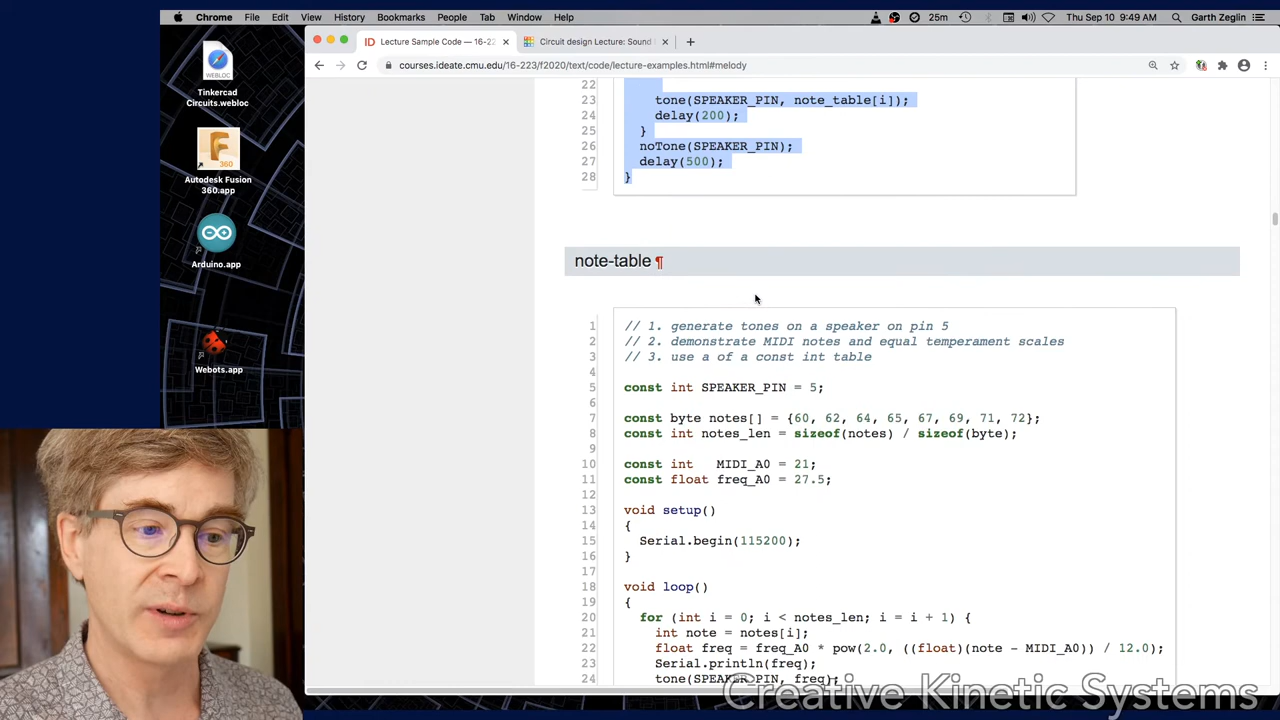 Chrome File Edit View History Bookmarks People Tab Window Help 25m Thu Sep 10 9:49 AM Garth Zeglin
Lecture Sample Code — 16-22
Circuit design Lecture: Sound
courses.ideate.cmu.edu/16-223/f2020/text/code/lecture-examples.html#melody
WEBLOC
Tinkercad
Circuits.webloc
F
360
Autodesk Fusion
360.app
Arduino.app
Webots.app
22
23 tone(SPEAKER_PIN, note_table[i]);
24 delay(200);
25 }
26 noTone(SPEAKER_PIN);
27 delay(500);
28 }
note-table ¶
1 // 1. generate tones on a speaker on pin 5
2 // 2. demonstrate MIDI notes and equal temperament scales
3 // 3. use a of a const int table
4
5 const int SPEAKER_PIN = 5;
6
7 const byte notes[] = {60, 62, 64, 65, 67, 69, 71, 72};
8 const int notes_len = sizeof(notes) / sizeof(byte);
9
10 const int MIDI_A0 = 21;
11 const float freq_A0 = 27.5;
12
13 void setup()
14 {
15 Serial.begin(115200);
16 }
17
18 void loop()
19 {
20 for (int i = 0; i < notes_len; i = i + 1) {
21 int note = notes[i];
22 float freq = freq_A0 * pow(2.0, ((float)(note - MIDI_A0)) / 12.0);
23 Serial.println(freq);
24 tone(SPEAKER_PIN, freq);
Creative Kinetic Systems